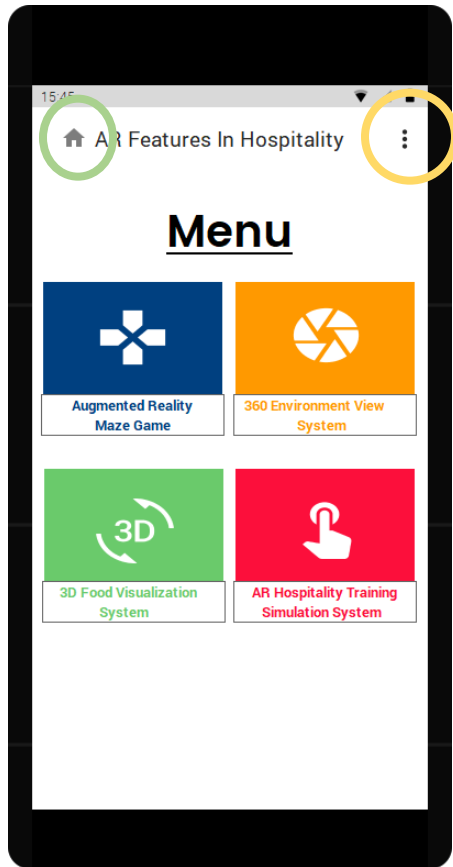 15:45
AR Features In Hospitality
Menu
Augmented Reality
Maze Game
360 Environment View
System
3D
3D Food Visualization
System
AR Hospitality Training
Simulation System